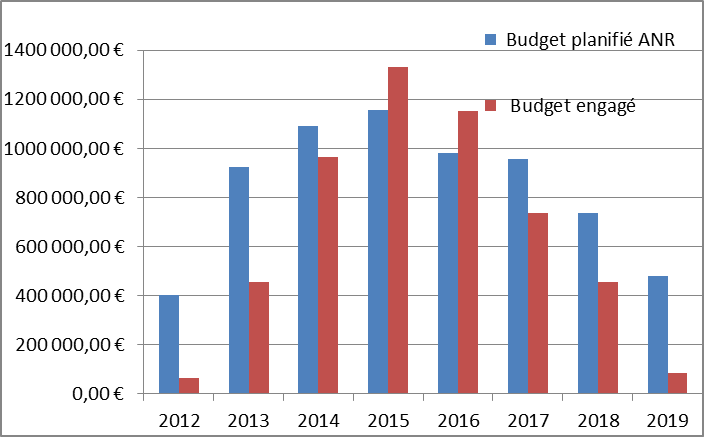 1400 000,00 €
Budget planifié ANR
1200 000,00 €
Budget engagé
1000 000,00 €
800 000,00 €
600 000,00 €
400 000,00 €
200 000,00 €
0,00 €
2012 2013 2014 2015 2016 2017 2018 2019